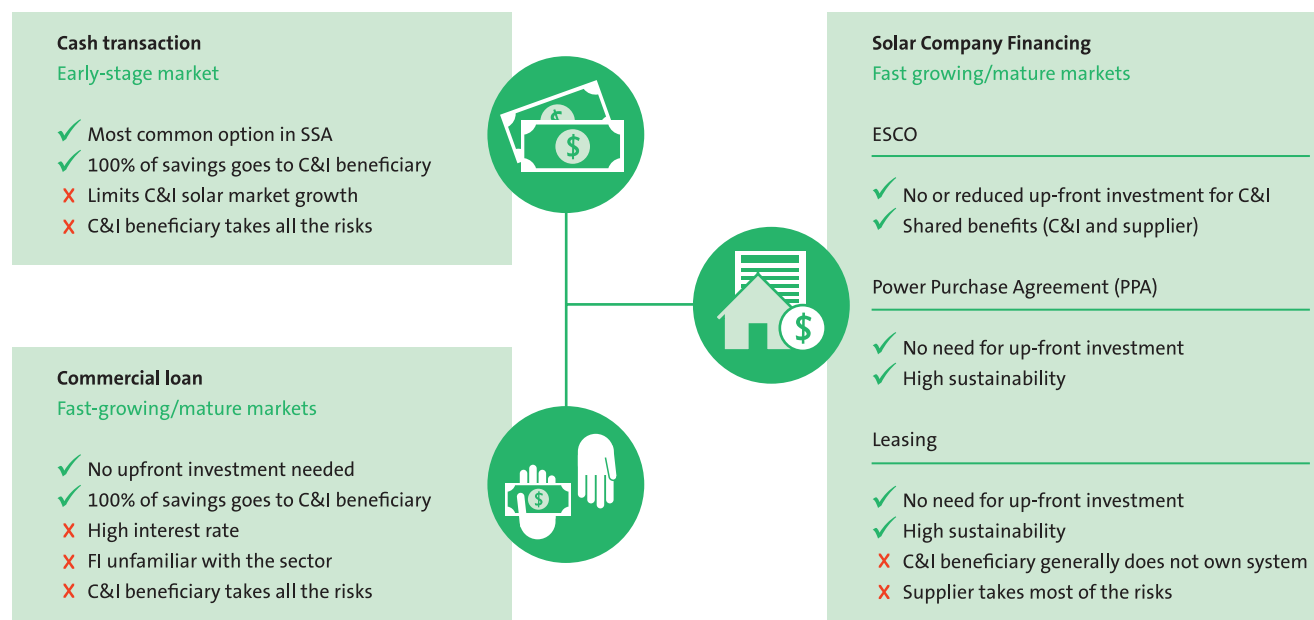 Cash transaction
Early-stage market
Most common option in SSA
100% of savings goes to C&I beneficiary
Limits C&I solar market growth
C&I beneficiary takes all the risks
$
$
Commercial loan
Fast-growing/mature markets
No upfront investment needed
100% of savings goes to C&I beneficiary
High interest rate
FI unfamiliar with the sector
C&I beneficiary takes all the risks
$
$
Solar Company Financing
Fast growing/mature markets
ESCO
No or reduced up-front investment for C&I
Shared benefits (C&I and supplier)
Power Purchase Agreement (PPA)
No need for up-front investment
High sustainability
Leasing
No need for up-front investment
High sustainability
C&I beneficiary generally does not own system
Supplier takes most of the risks